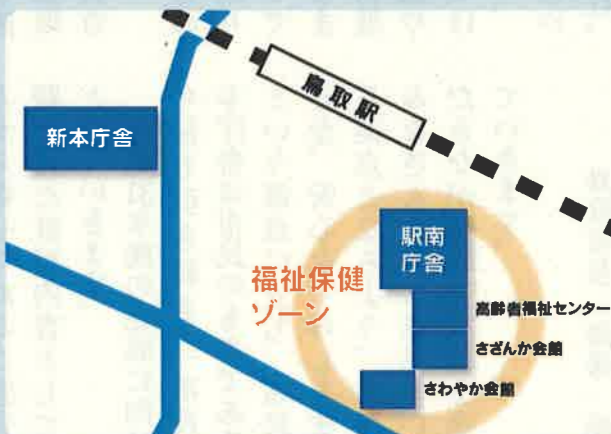 鳥取駅
新本庁舎
駅南
庁舎
福祉保健
ゾーン
高齢者福祉センター
さざんか会館
さわやか会館